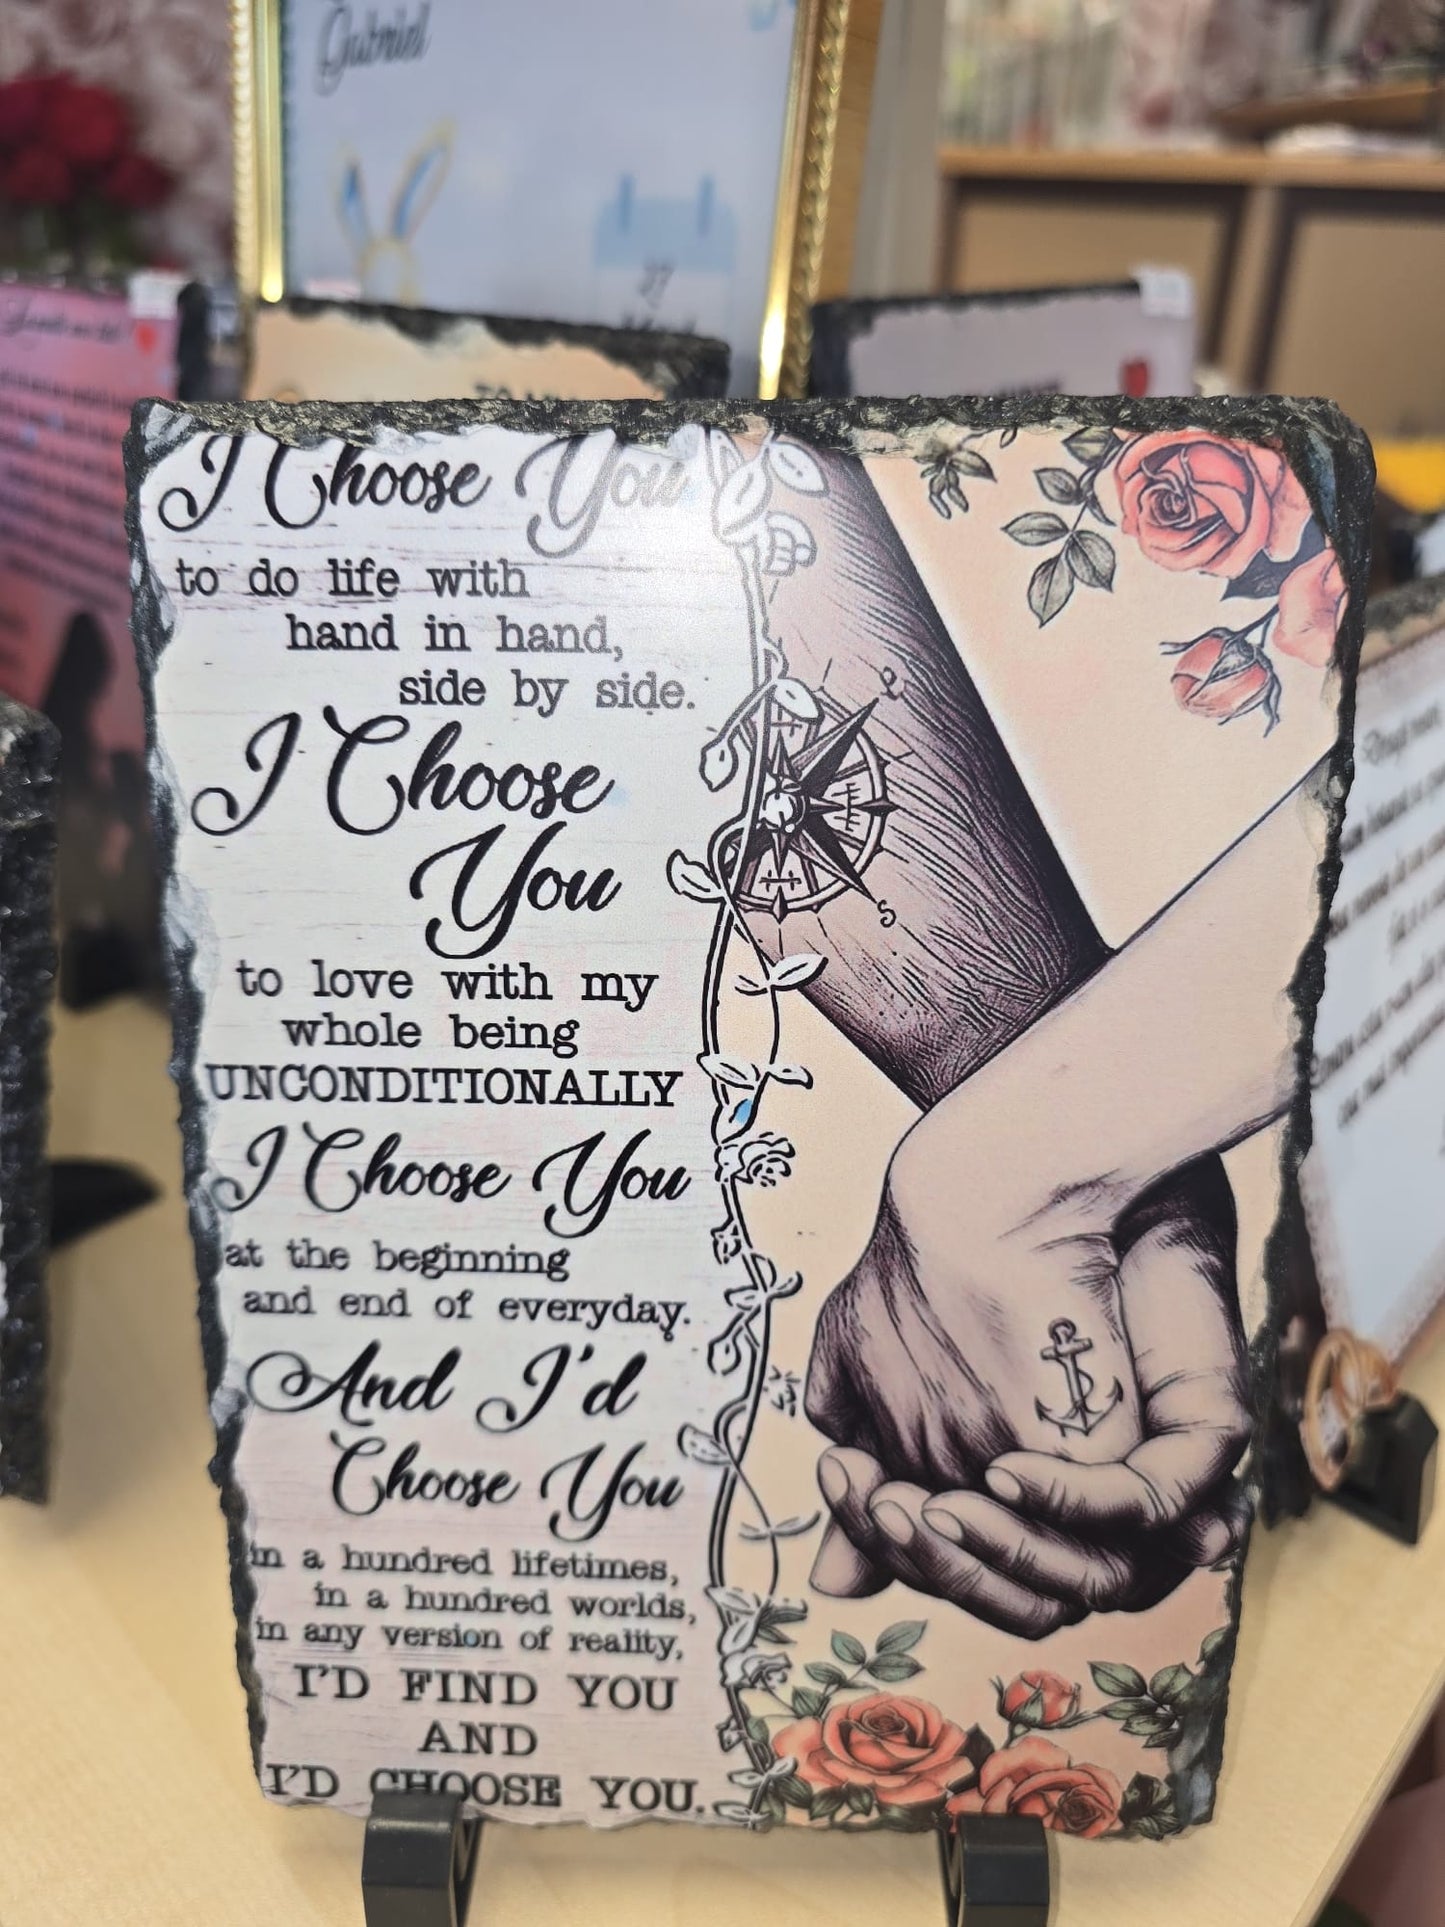 Gabriel
27
I Choose You
to do life with
hand in hand,
side by side.
I Choose
You
to love with my
whole being
UNCONDITIONALLY
I Choose You
at the beginning
and end of everyday.
And I'd
Choose You
in a hundred lifetimes,
in a hundred worlds,
in any version of reality,
I'D FIND YOU
AND
I'D CHOOSE YOU.
S